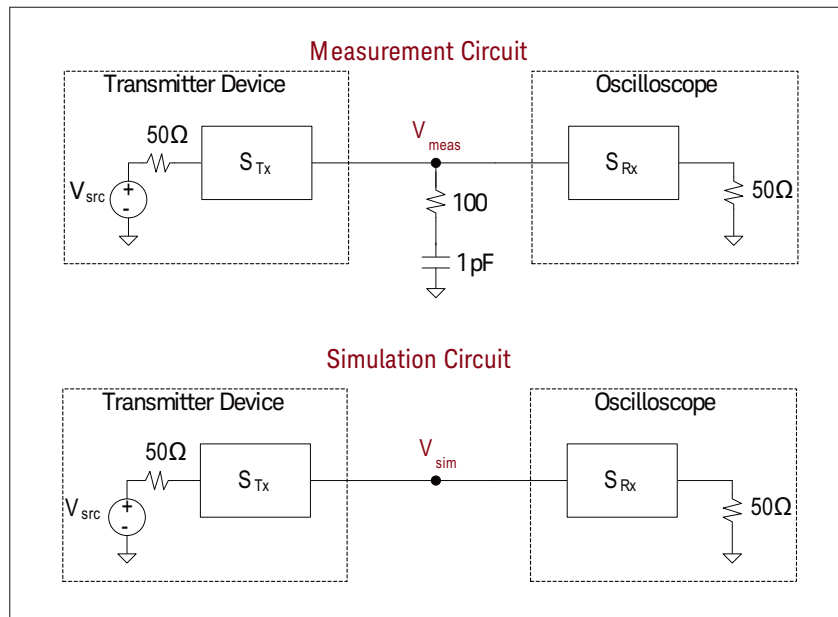 Measurement Circuit
Transmitter Device
Oscilloscope
50Ω
S Tx
V meas
S Rx
V src
+
-
100
50Ω
1pF
Simulation Circuit
Transmitter Device
Oscilloscope
50Ω
S Tx
V sim
S Rx
V src
+
-
50Ω